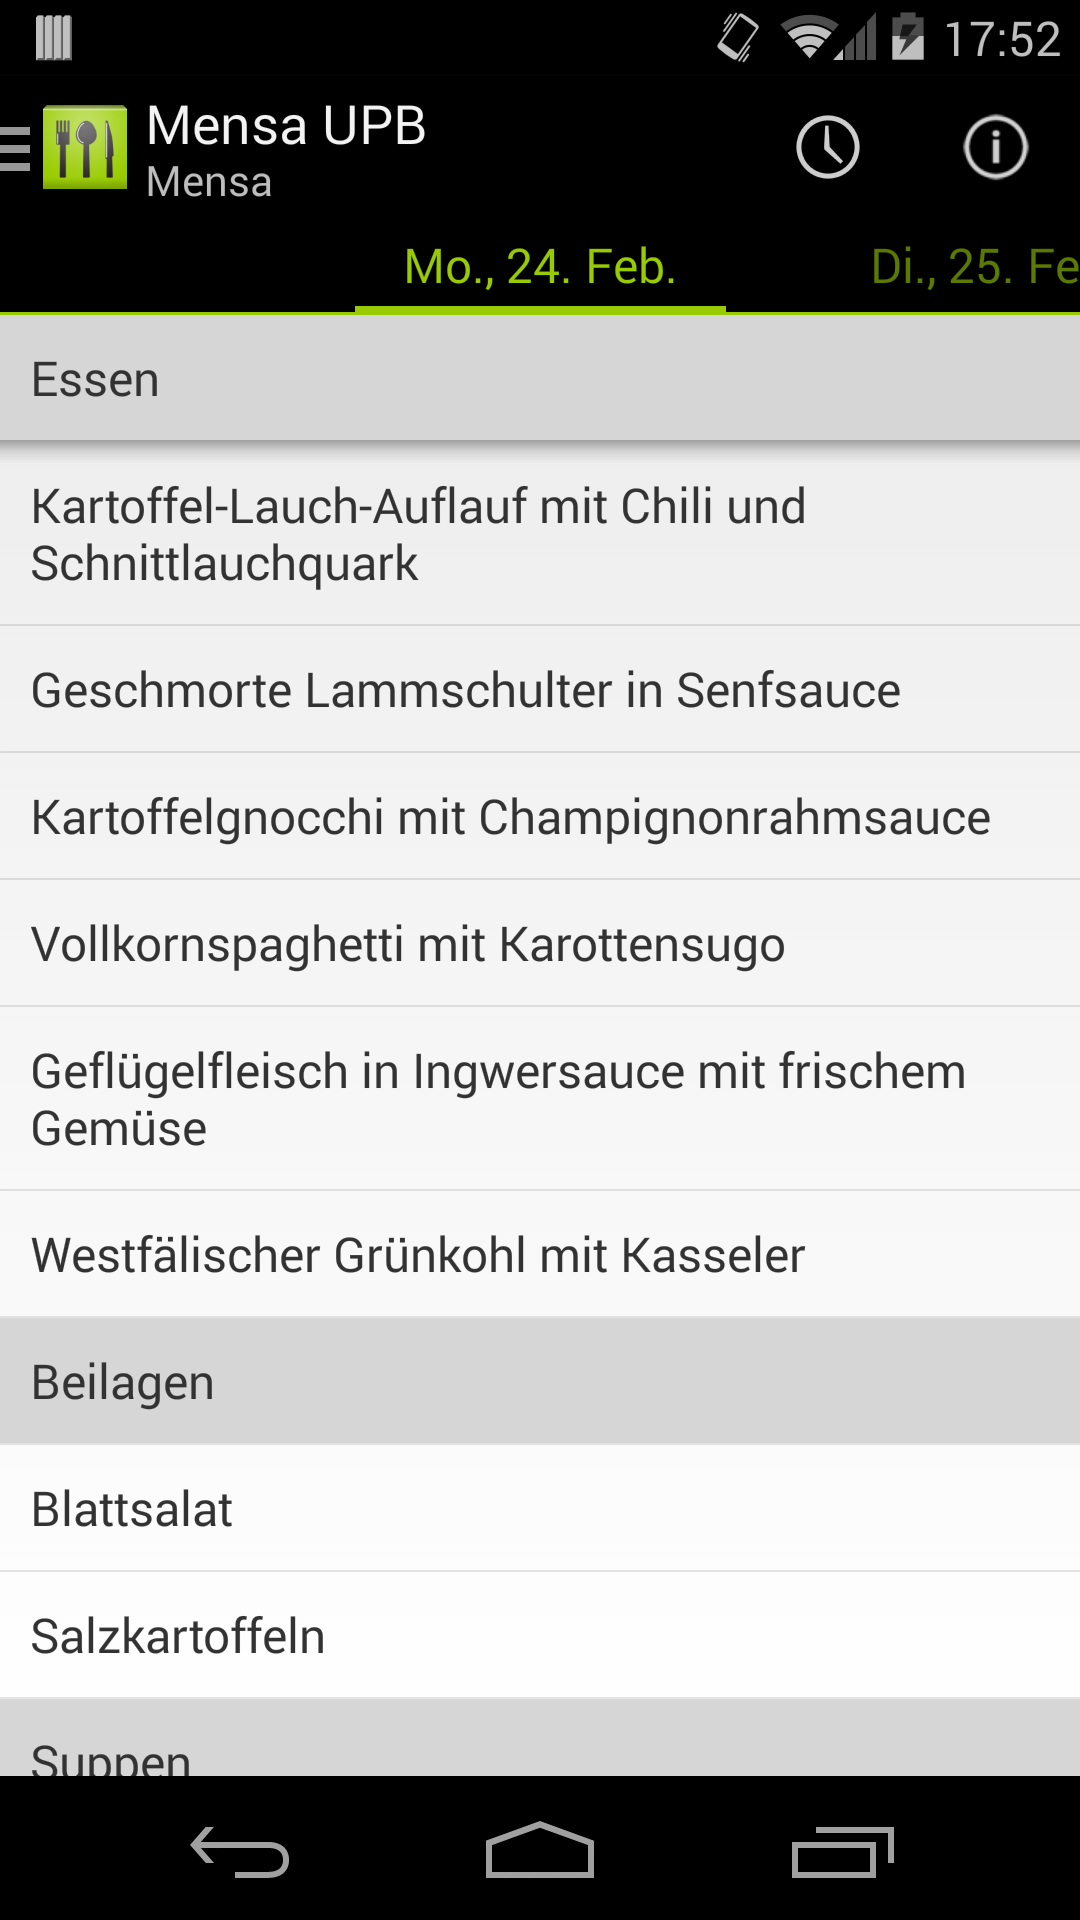 17:52
Mensa UPB
Mensa
Mo., 24. Feb.
Di., 25. Fe
Essen
Kartoffel-Lauch-Auflauf mit Chili und
Schnittlauchquark
Geschmorte Lammschulter in Senfsauce
Kartoffelgnocchi mit Champignonrahmsauce
Vollkornspaghetti mit Karottensugo
Geflügelfleisch in Ingwersauce mit frischem
Gemüse
Westfälischer Grünkohl mit Kasseler
Beilagen
Blattsalat
Salzkartoffeln
Suppen